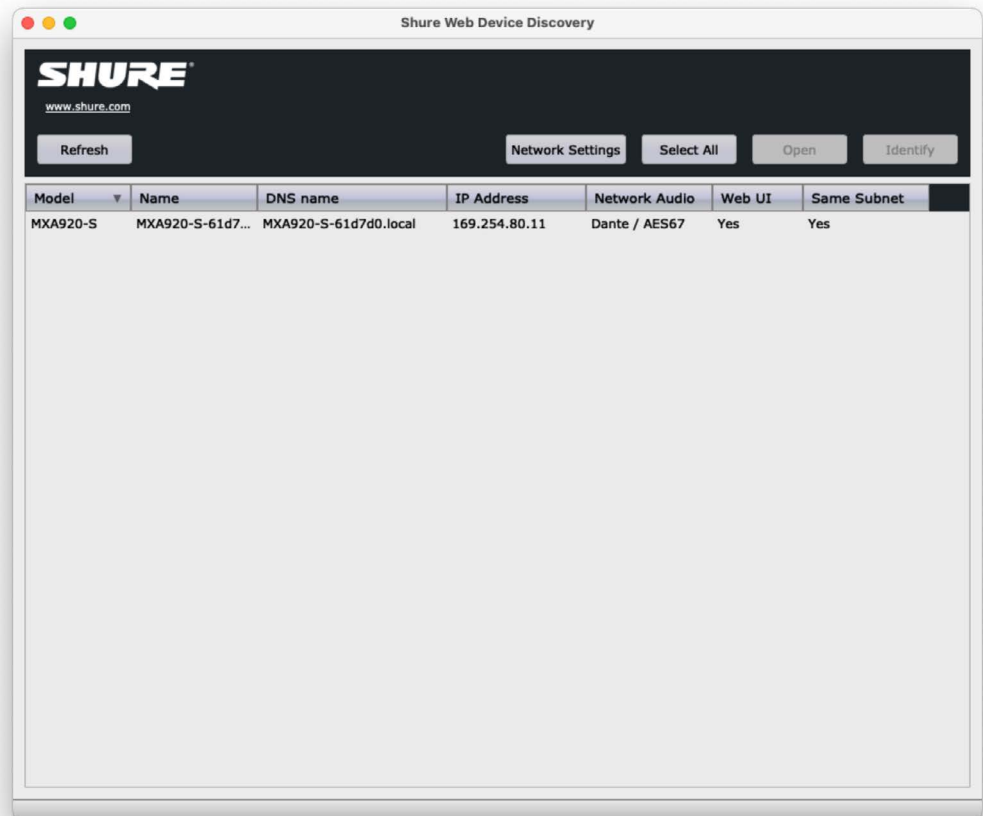 Shure Web Device Discovery
SHURE®
www.shure.com
Refresh Network Settings Select All Open Identify
Model Name DNS name IP Address Network Audio Web UI Same Subnet
MXA920-S MXA920-S-61d7... MXA920-S-61d7d0.local 169.254.80.11 Dante / AES67 Yes Yes